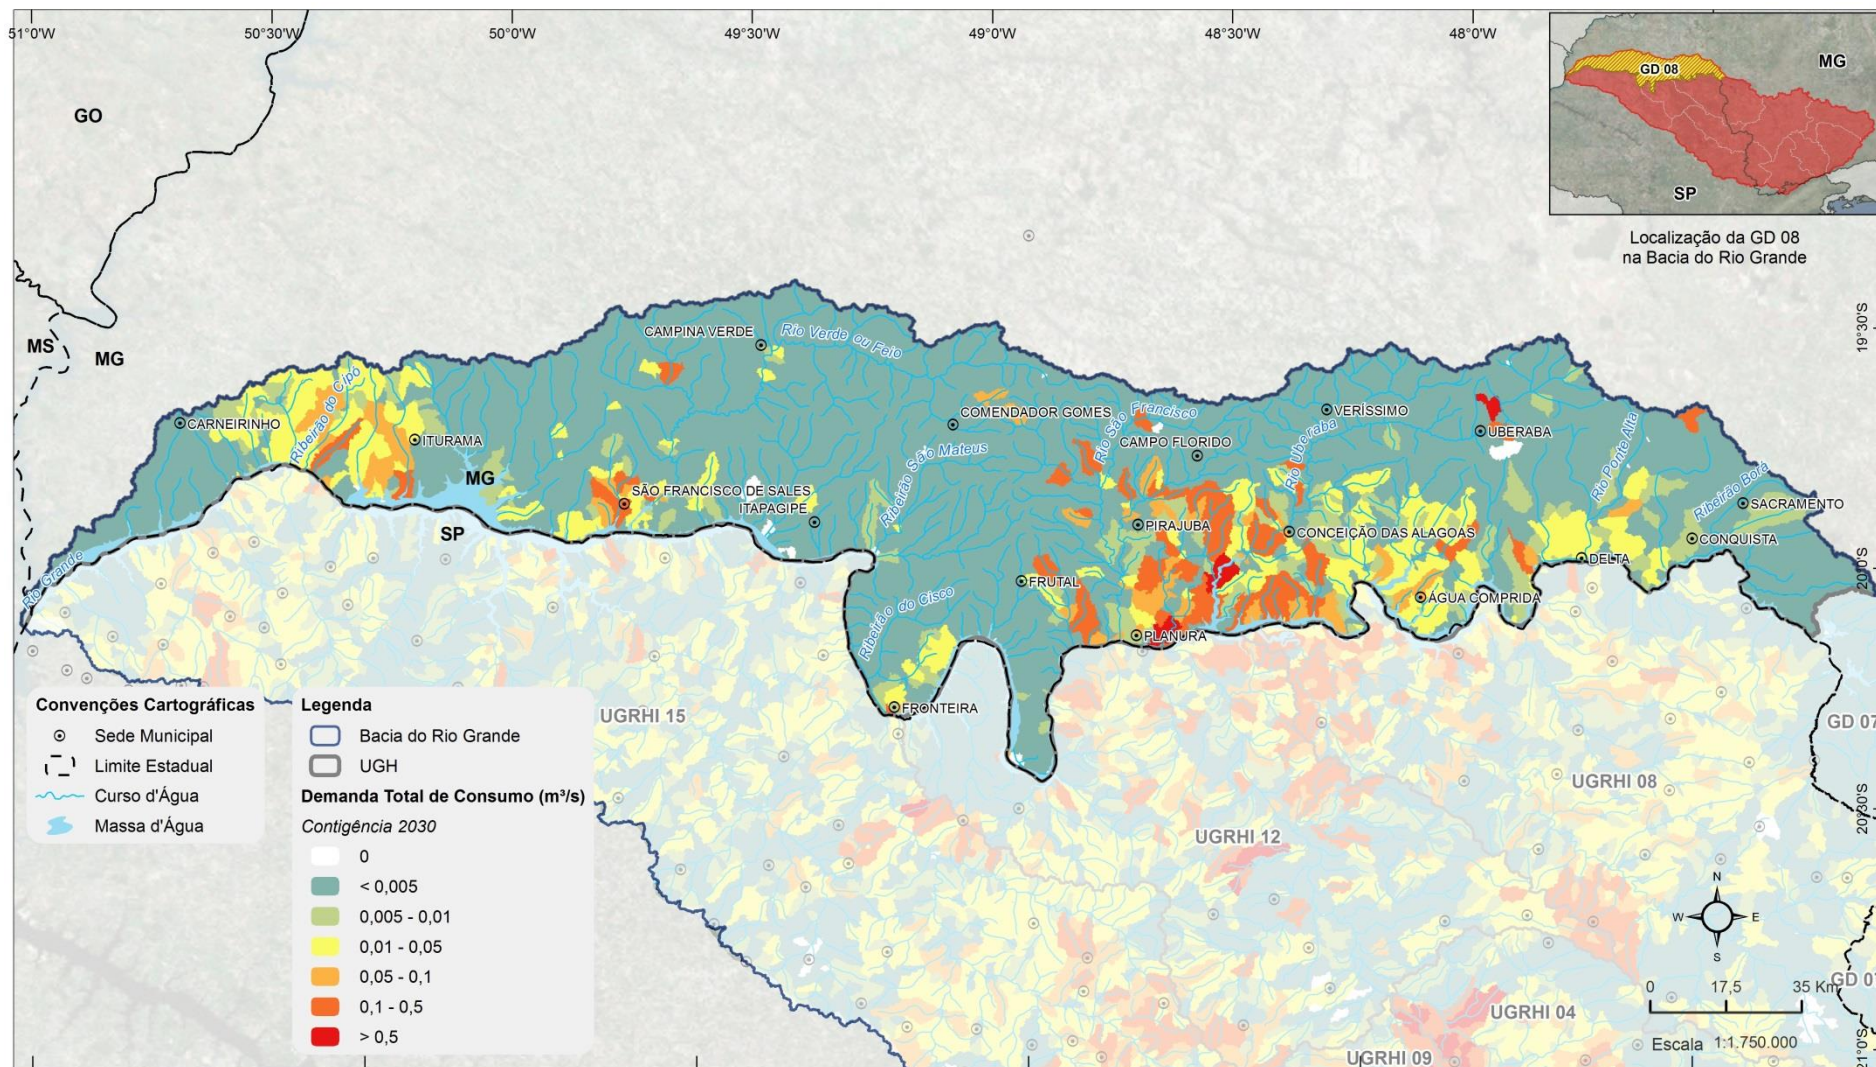 51°0'W
50°30'W
50°0'W
49°30'W
49°0'W
48°30'W
48°0'W
GO
MS
MG
MG
GD 08
SP
Localização da GD 08
na Bacia do Rio Grande
19°30'S
20°0'S
20°30'S
21°0'S
CAMPINA VERDE
Rio Verde ou Feio
CARNEIRINHO
Ribeirão do Cipó
ITURAMA
COMENDADOR GOMES
Rio São Francisco
CAMPO FLORIDO
VERÍSSIMO
Rio Uberaba
UBERABA
Rio Ponte Alta
Ribeirão São Mateus
MG
SÃO FRANCISCO DE SALES
ITAPAGIPE
SP
PIRAJUBA
CONCEIÇÃO DAS ALAGOAS
Ribeirão Borá
SACRAMENTO
CONQUISTA
DELTA
Rio Grande
FRUTAL
Ribeirão do Cisco
ÁGUA COMPRIDA
PLANURA
FRONTEIRA
UGRHI 15
UGRHI 12
UGRHI 08
UGRHI 04
UGRHI 09
GD 07
GD 07
Convenções Cartográficas
Sede Municipal
Limite Estadual
Curso d'Água
Massa d'Água
Legenda
Bacia do Rio Grande
UGH
Demanda Total de Consumo (m³/s)
Contigência 2030
0
< 0,005
0,005 - 0,01
0,01 - 0,05
0,05 - 0,1
0,1 - 0,5
> 0,5
N
W
E
S
0 17,5 35 Km
Escala 1:1.750.000